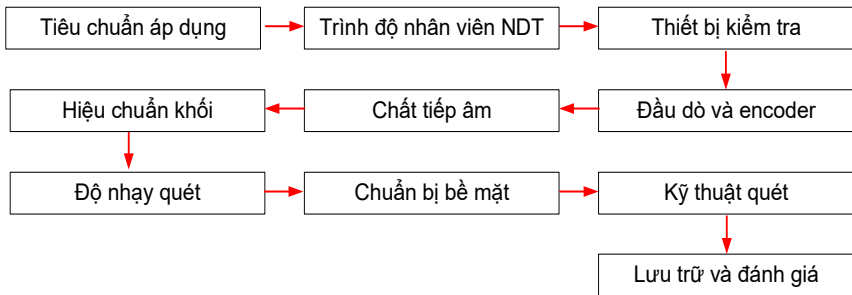 Tiêu chuẩn áp dụng
Trình độ nhân viên NDT
Thiết bị kiểm tra
Đầu dò và encoder
Chất tiếp âm
Hiệu chuẩn khối
Độ nhạy quét
Chuẩn bị bề mặt
Kỹ thuật quét
Lưu trữ và đánh giá